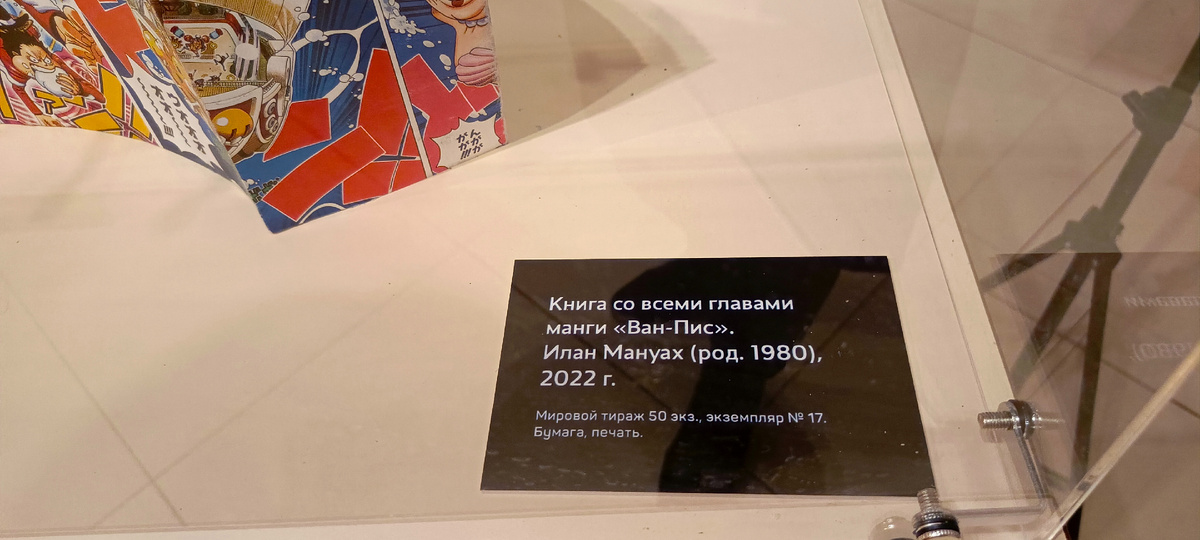 Книга со всеми главами
манги «Ван-Пис».
Илан Мануах (род. 1980),
2022 г.
Мировой тираж 50 экз., экземпляр № 17.
Бумага, печать.